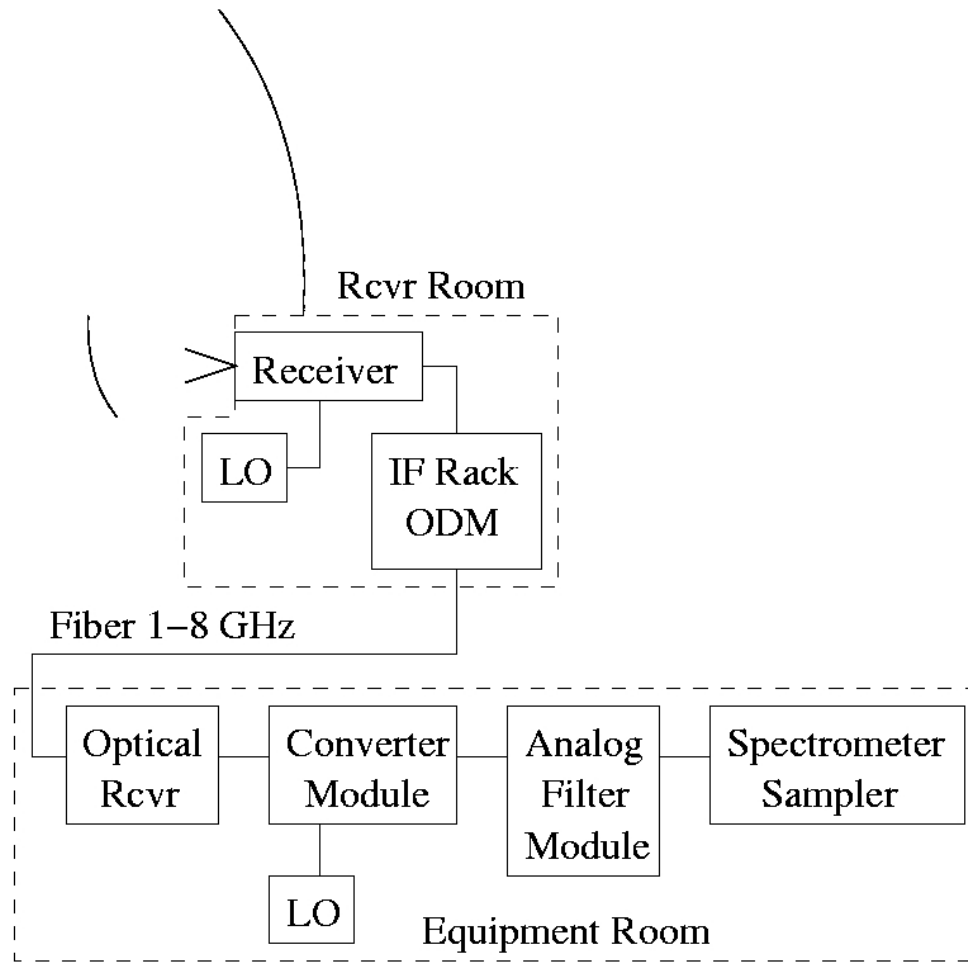 Rcvr Room
Receiver
LO
IF Rack
ODM
Fiber 1−8 GHz
Optical
Rcvr
Converter
Module
Analog
Filter
Module
Spectrometer
Sampler
LO
Equipment Room